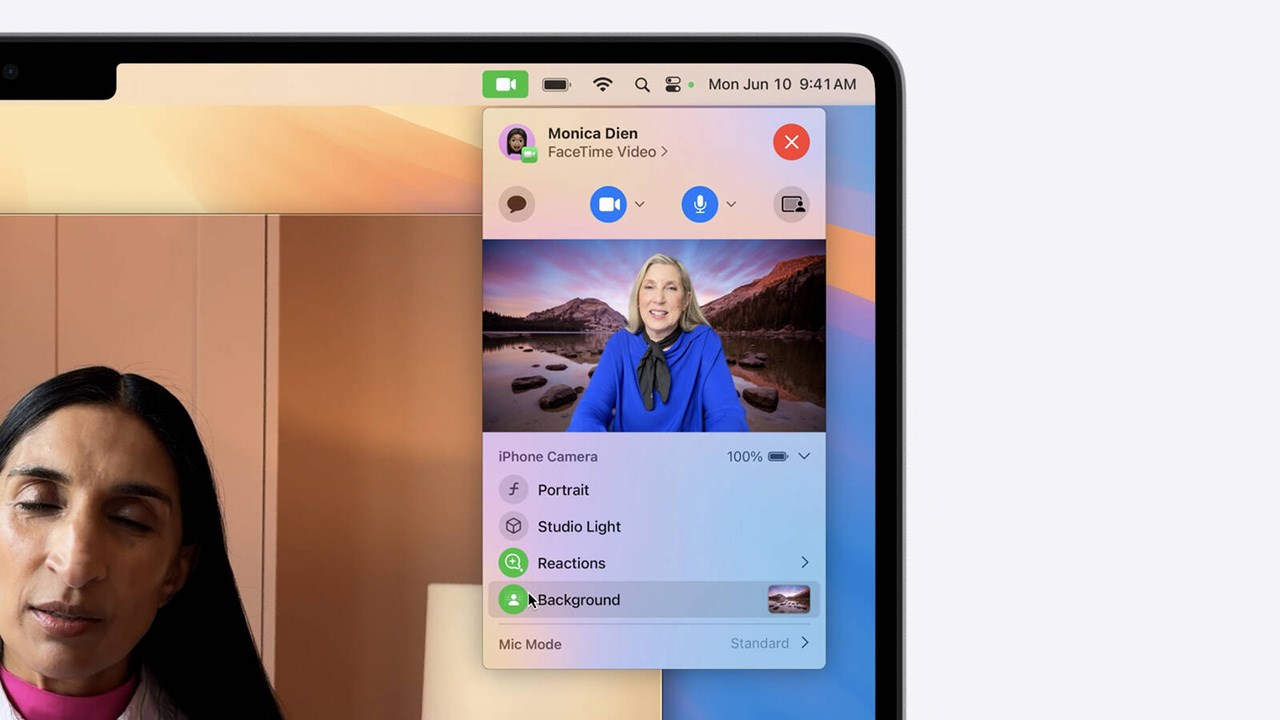 Mon Jun 10 9:41 AM
Monica Dien
FaceTime Video
iPhone Camera 100%
Portrait
Studio Light
Reactions
Background
Mic Mode Standard